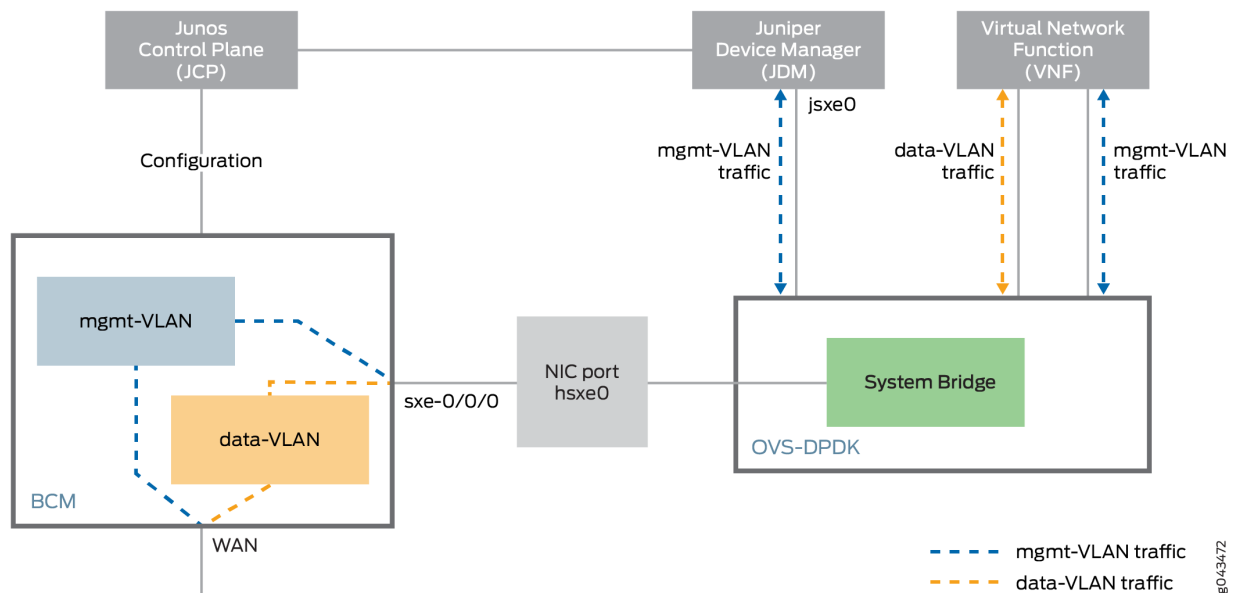 Junos
Control Plane
(JCP)
Juniper
Device Manager
(JDM)
Virtual Network
Function
(VNF)
jsxe0
Configuration
mgmt-VLAN
traffic
data-VLAN
traffic
mgmt-VLAN
traffic
mgmt-VLAN
NIC port
hsxe0
System Bridge
sxe-0/0/0
data-VLAN
OVS-DPDK
BCM
WAN
mgmt-VLAN traffic
data-VLAN traffic
g043472